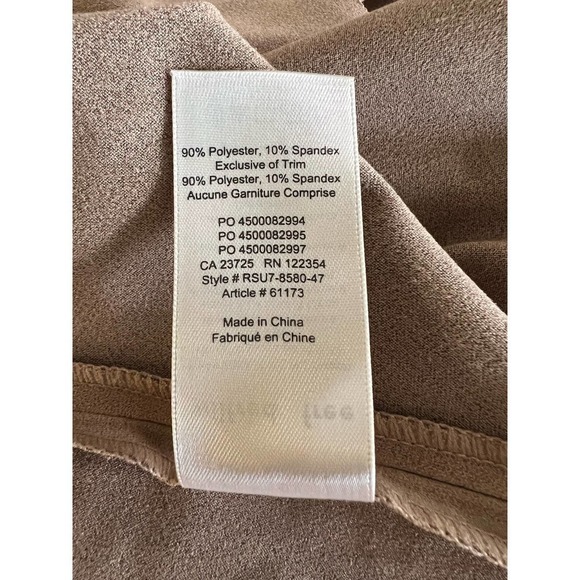 90% Polyester, 10% Spandex
Exclusive of Trim
90% Polyester, 10% Spandex
Aucune Garniture Comprise
PO 4500082994
PO 4500082995
PO 4500082997
CA 23725 RN 122354
Style # RSU7-8580-47
Article # 61173
Made in China
Fabriqué en Chine